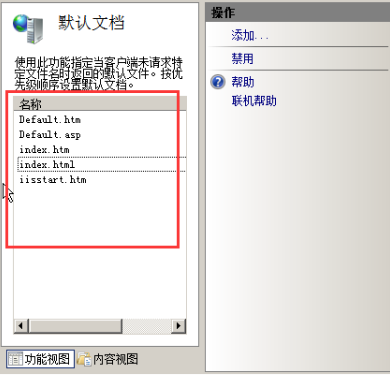 默认文档
使用此功能指定当客户端未请求特
定文件名时返回的默认文件。按优
先级顺序设置默认文档。
名称
Default.htm
Default.asp
index.htm
index.html
iisstart.htm
功能视图
内容视图
操作
添加...
禁用
帮助
联机帮助